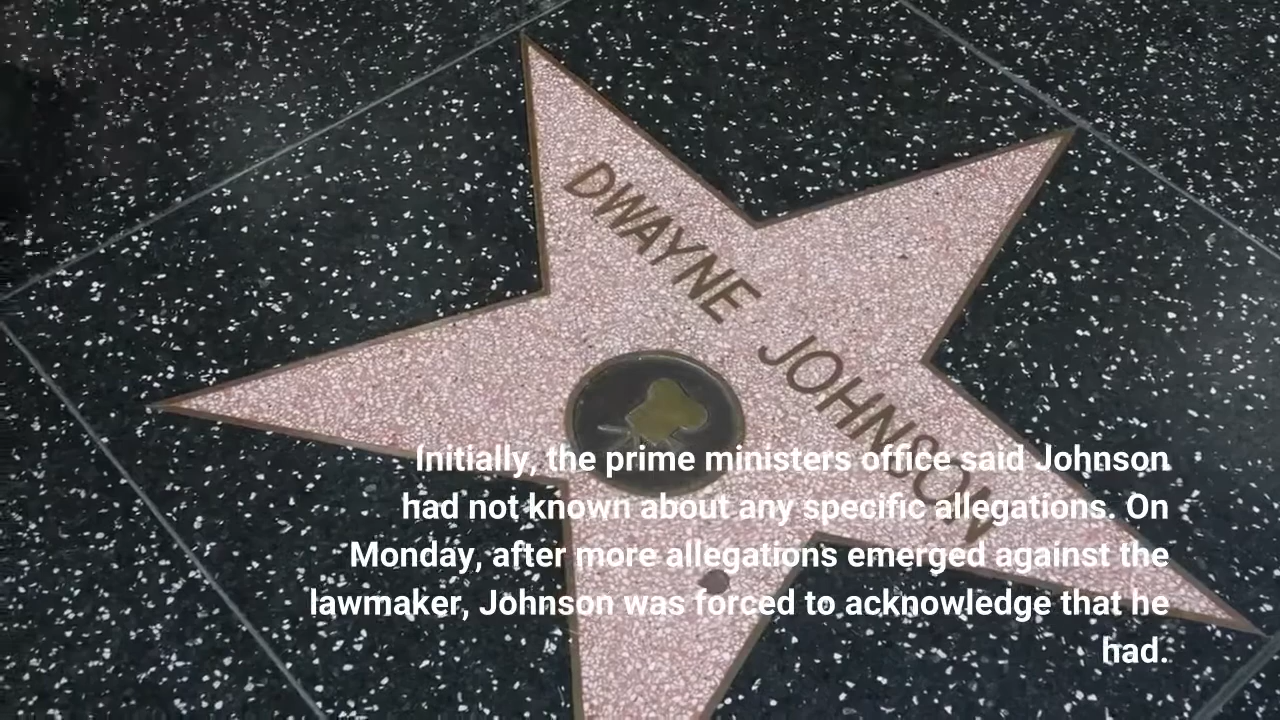 DWAYNE JOHNSON
Initially, the prime ministers office said Johnson
had not known about any specific allegations. On
Monday, after more allegations emerged against the
lawmaker, Johnson was forced to acknowledge that he
had.